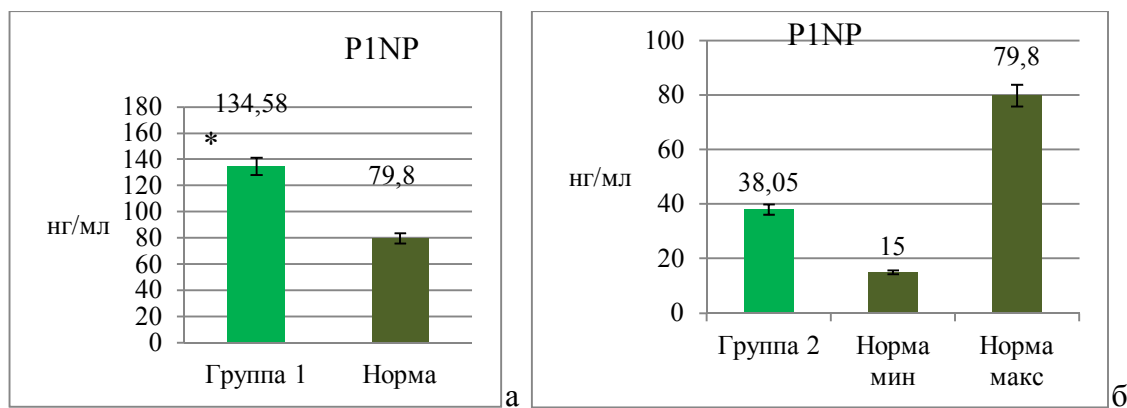 P1NP
134,58
180
160
*
140
120
79,8
нг/мл
100
80
60
40
20
0
Группа 1
Норма
а
P1NP
79,8
100
80
нг/мл
60
38,05
40
15
20
0
Группа 2
Норма мин
Норма макс
б